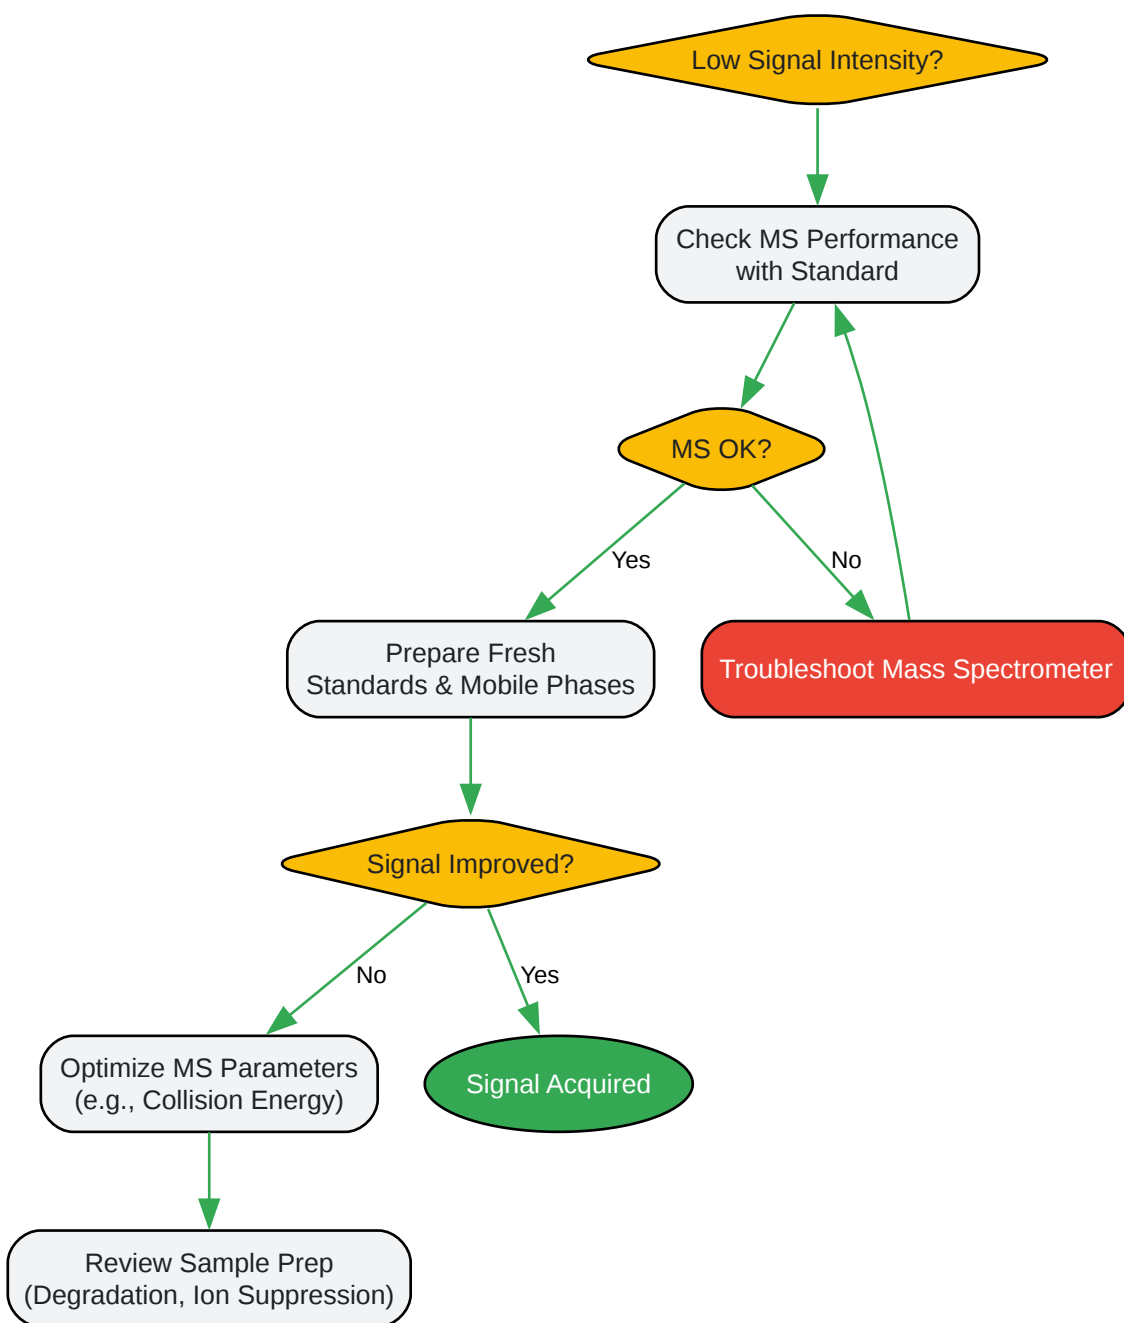 Low Signal Intensity?
Check MS Performance
with Standard
MS OK?
Yes
No
Prepare Fresh
Standards & Mobile Phases
Troubleshoot Mass Spectrometer
Signal Improved?
No
Yes
Optimize MS Parameters
(e.g., Collision Energy)
Signal Acquired
Review Sample Prep
(Degradation, Ion Suppression)